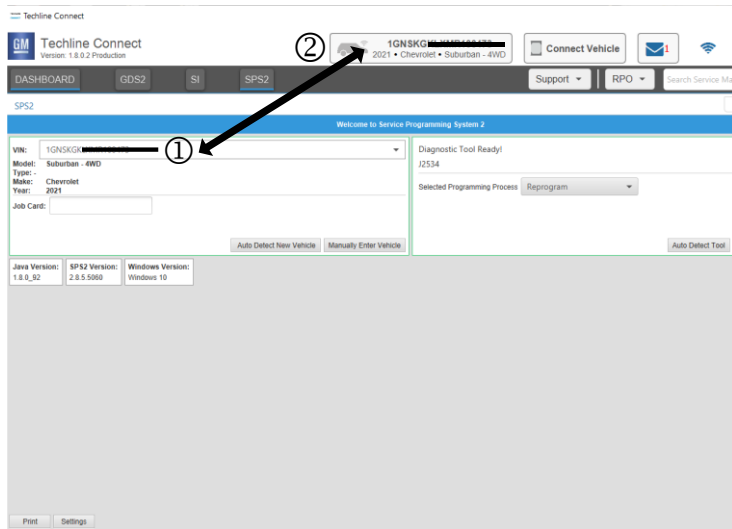 Techline Connect
GM
Techline Connect
Version: 1.8.0.2 Production
②
2021 • Chevrolet • Suburban - 4WD
Connect Vehicle
1
DASHBOARD GDS2 SI SPS2
Support RPO Search Service Ma
SPS2
Welcome to Service Programming System 2
VIN: 1GNSKGK
①
Model: Suburban - 4WD
Type: -
Make: Chevrolet
Year: 2021
Job Card:
Auto Detect New Vehicle Manually Enter Vehicle
Diagnostic Tool Ready!
J2534
Selected Programming Process Reprogram
Auto Detect Tool
Java Version: SPS2 Version: Windows Version:
1.8.0_92 2.8.5.5060 Windows 10
Print Settings